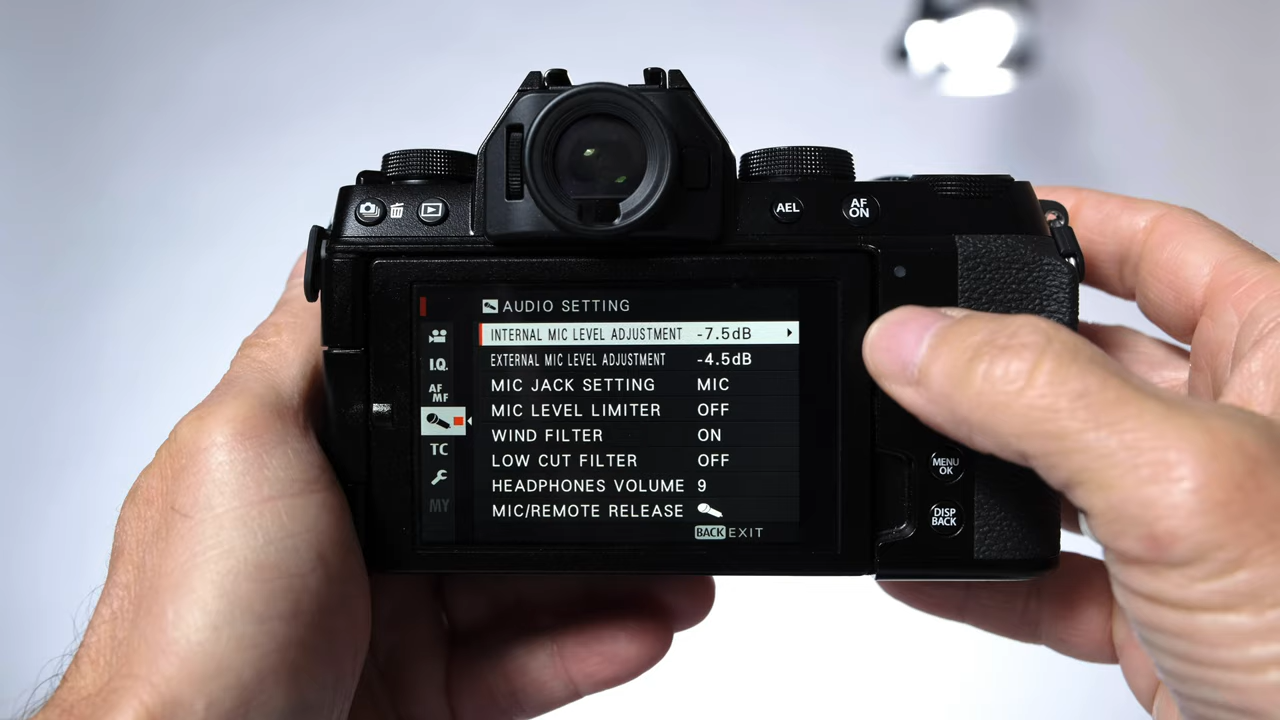 AEL
AF ON
AUDIO SETTING
INTERNAL MIC LEVEL ADJUSTMENT -7.5dB
EXTERNAL MIC LEVEL ADJUSTMENT -4.5dB
MIC JACK SETTING MIC
MIC LEVEL LIMITER OFF
WIND FILTER ON
LOW CUT FILTER OFF
HEADPHONES VOLUME 9
MIC/REMOTE RELEASE
BACK EXIT
I.Q.
AF MF
TC
MY
MENU OK
DISP BACK